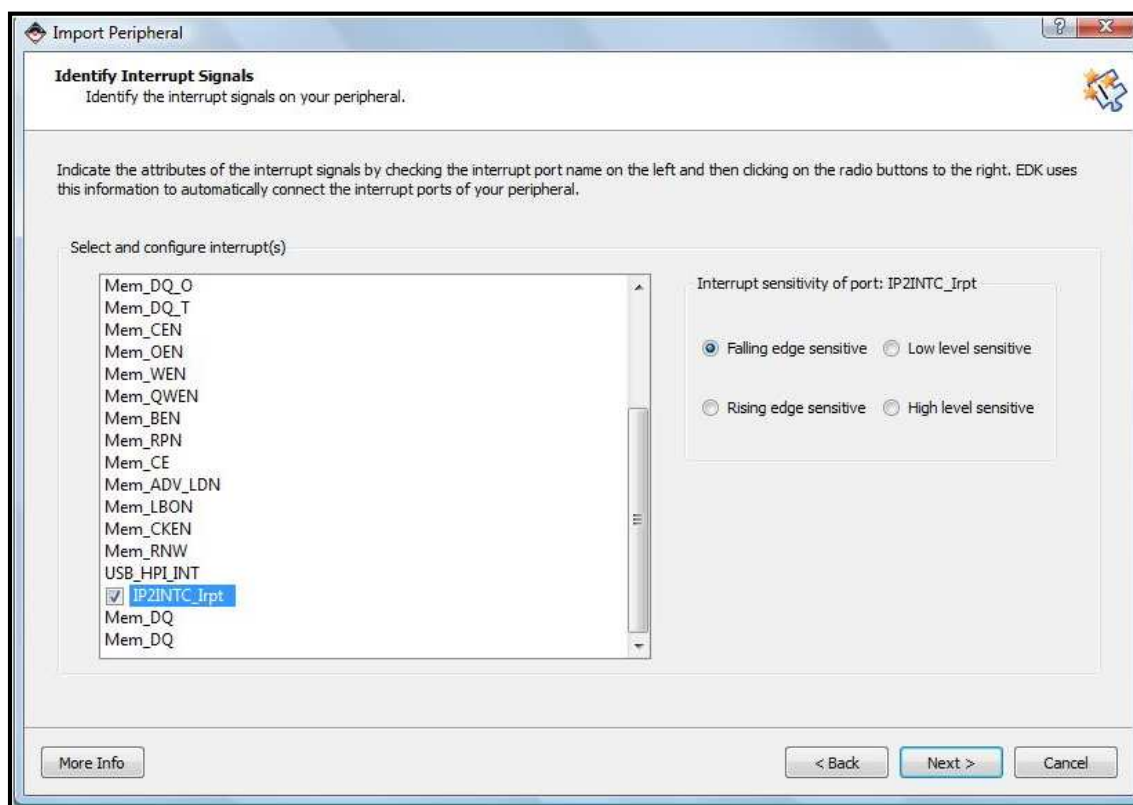 Import Peripheral
Identify Interrupt Signals
Identify the interrupt signals on your peripheral.
Indicate the attributes of the interrupt signals by checking the interrupt port name on the left and then clicking on the radio buttons to the right. EDK uses
this information to automatically connect the interrupt ports of your peripheral.
Select and configure interrupt(s)
Mem_DQ_O
Mem_DQ_T
Mem_CEN
Mem_OEN
Mem_WEN
Mem_QWEN
Mem_BEN
Mem_RPN
Mem_CE
Mem_ADV_LDN
Mem_LBON
Mem_CKEN
Mem_RNW
USB_HPI_INT
IP2INTC_Irpt
Mem_DQ
Mem_DQ
Interrupt sensitivity of port: IP2INTC_Irpt
Falling edge sensitive Low level sensitive
Rising edge sensitive High level sensitive
More Info < Back Next > Cancel